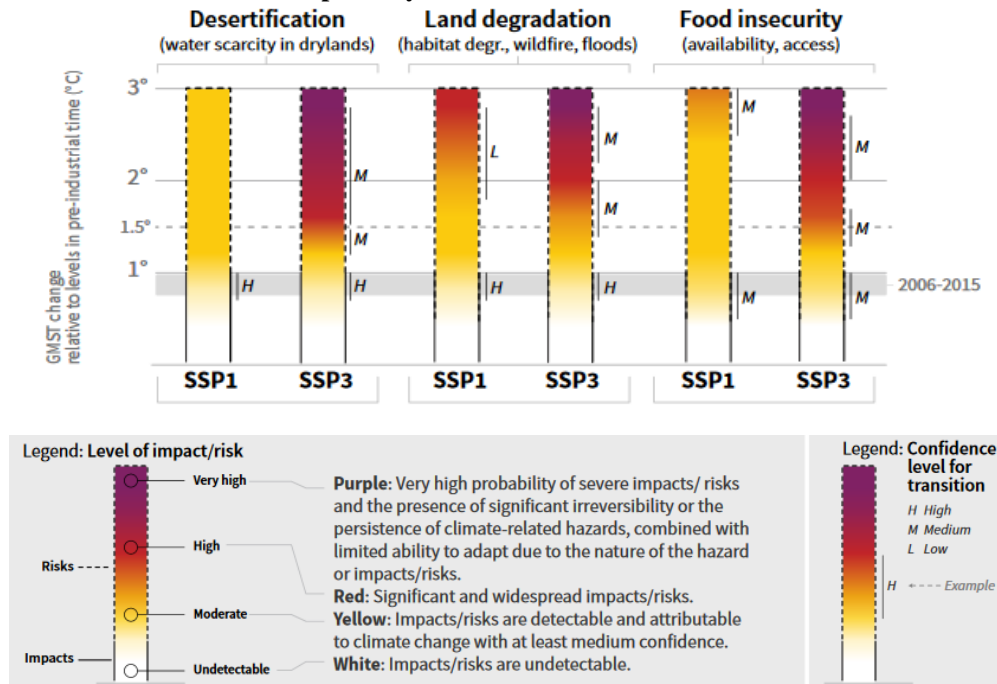 Desertification
(water scarcity in drylands)
Land degradation
(habitat degr., wildfire, floods)
Food insecurity
(availability, access)
GMST change
relative to levels in pre-industrial time (°C)
3°
2°
1.5°
1°
H
M
M
H
L
H
M
M
H
M
M
M
M
M
2006-2015
SSP1
SSP3
SSP1
SSP3
SSP1
SSP3
Legend: Level of impact/risk
Very high
High
Moderate
Undetectable
Risks
Impacts
Purple: Very high probability of severe impacts/ risks
and the presence of significant irreversibility or the
persistence of climate-related hazards, combined with
limited ability to adapt due to the nature of the hazard
or impacts/risks.
Red: Significant and widespread impacts/risks.
Yellow: Impacts/risks are detectable and attributable
to climate change with at least medium confidence.
White: Impacts/risks are undetectable.
Legend: Confidence
level for
transition
H High
M Medium
L Low
H
Example